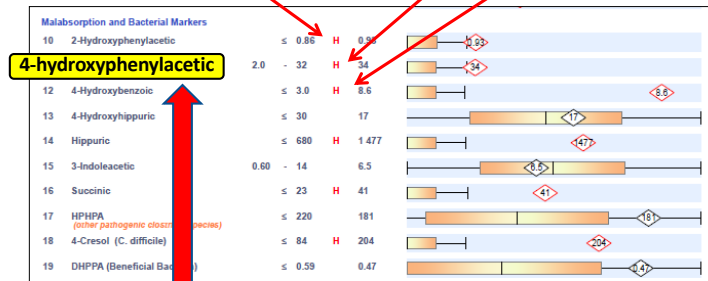 Malabsorption and Bacterial Markers
10 2-Hydroxyphenylacetic ≤ 0.86 H 0.93 0.93
4-hydroxyphenylacetic 2.0 - 32 H 34 34
12 4-Hydroxybenzoic ≤ 3.0 H 8.6 8.6
13 4-Hydroxyhippuric ≤ 30 17 17
14 Hippuric ≤ 680 H 1 477 1477
15 3-Indoleacetic 0.60 - 14 6.5 6.5
16 Succinic ≤ 23 H 41 41
17 HPHPA ≤ 220 181 181
(other pathogenic
18 4-Cresol (C. difficile) ≤ 84 H 204 204
19 DHPPA (Beneficial ≤ 0.59 0.47 0.47